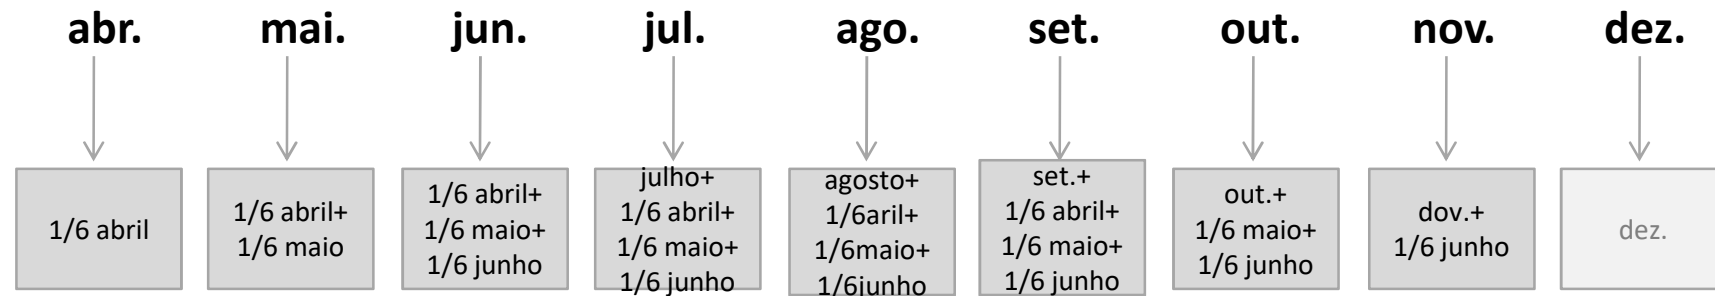 abr. mai. jun. jul. ago. set. out. nov. dez.
1/6 abril
1/6 abril+
1/6 maio
1/6 abril+
1/6 maio+
1/6 junho
julho+
1/6 abril+
1/6 maio+
1/6 junho
agosto+
1/6aril+
1/6maio+
1/6junho
set.+
1/6 abril+
1/6 maio+
1/6 junho
out.+
1/6 maio+
1/6 junho
dov.+
1/6 junho
dez.